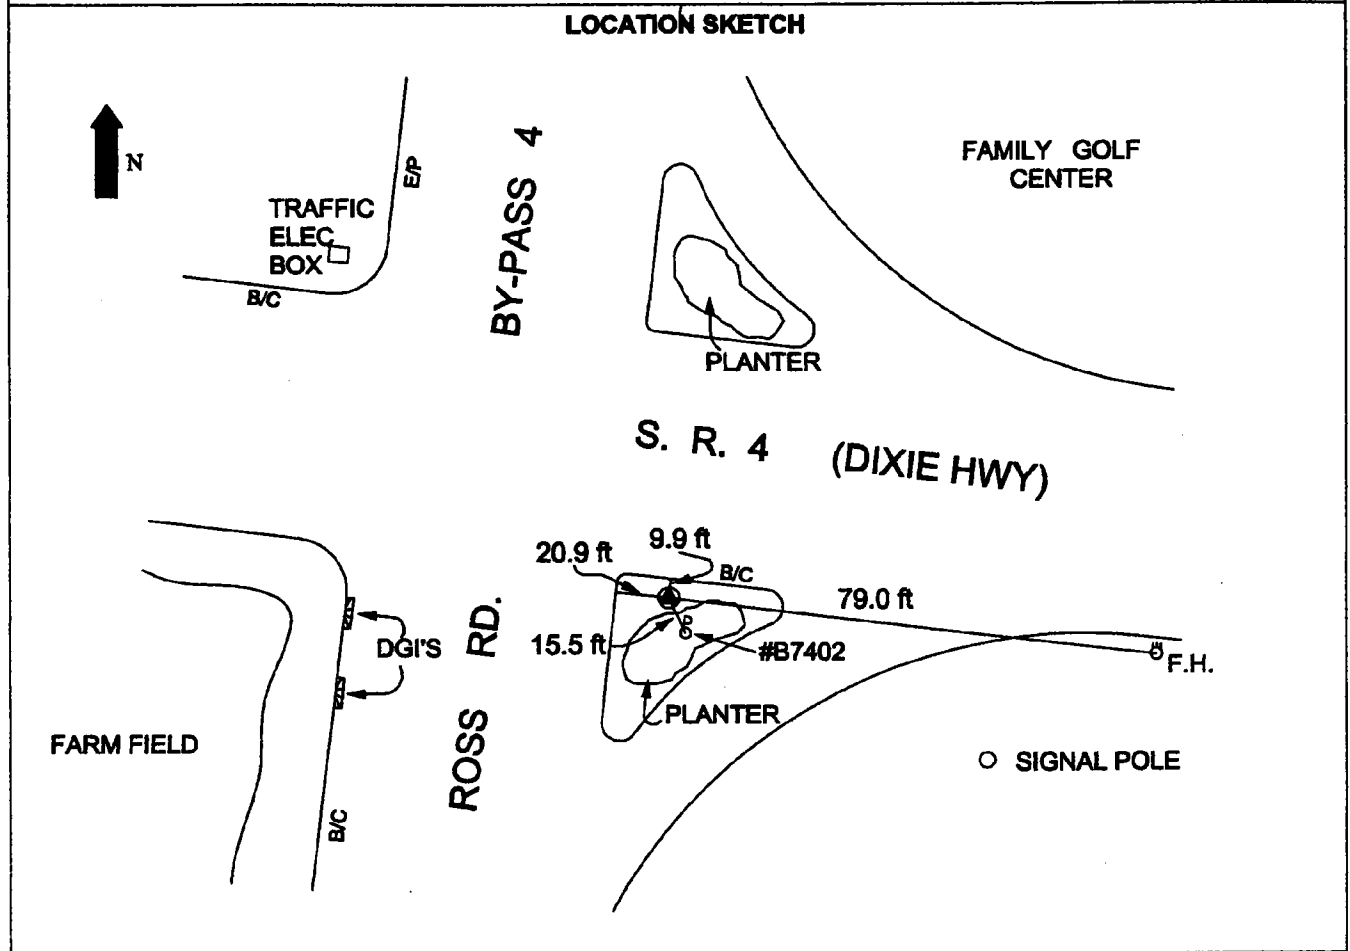 LOCATION SKETCH
N
E/P
BY-PASS 4
FAMILY GOLF
CENTER
TRAFFIC
ELEC
BOX
B/C
PLANTER
S. R. 4 (DIXIE HWY)
20.9 ft
9.9 ft
B/C
79.0 ft
DGI'S
ROSS RD.
15.5 ft
P
#B7402
F.H.
PLANTER
FARM FIELD
SIGNAL POLE
B/C